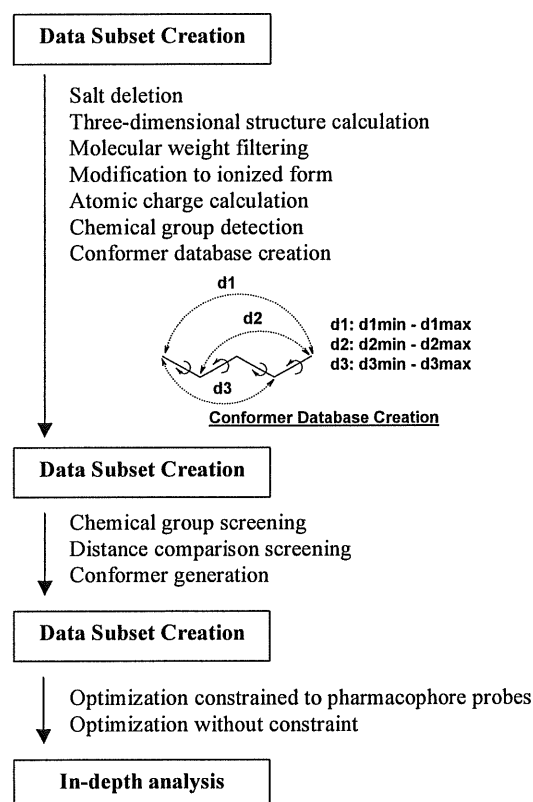 Data Subset Creation
Salt deletion
Three-dimensional structure calculation
Molecular weight filtering
Modification to ionized form
Atomic charge calculation
Chemical group detection
Conformer database creation
d1
d2
d3
d1: d1min - d1max
d2: d2min - d2max
d3: d3min - d3max
Conformer Database Creation
Data Subset Creation
Chemical group screening
Distance comparison screening
Conformer generation
Data Subset Creation
Optimization constrained to pharmacophore probes
Optimization without constraint
In-depth analysis